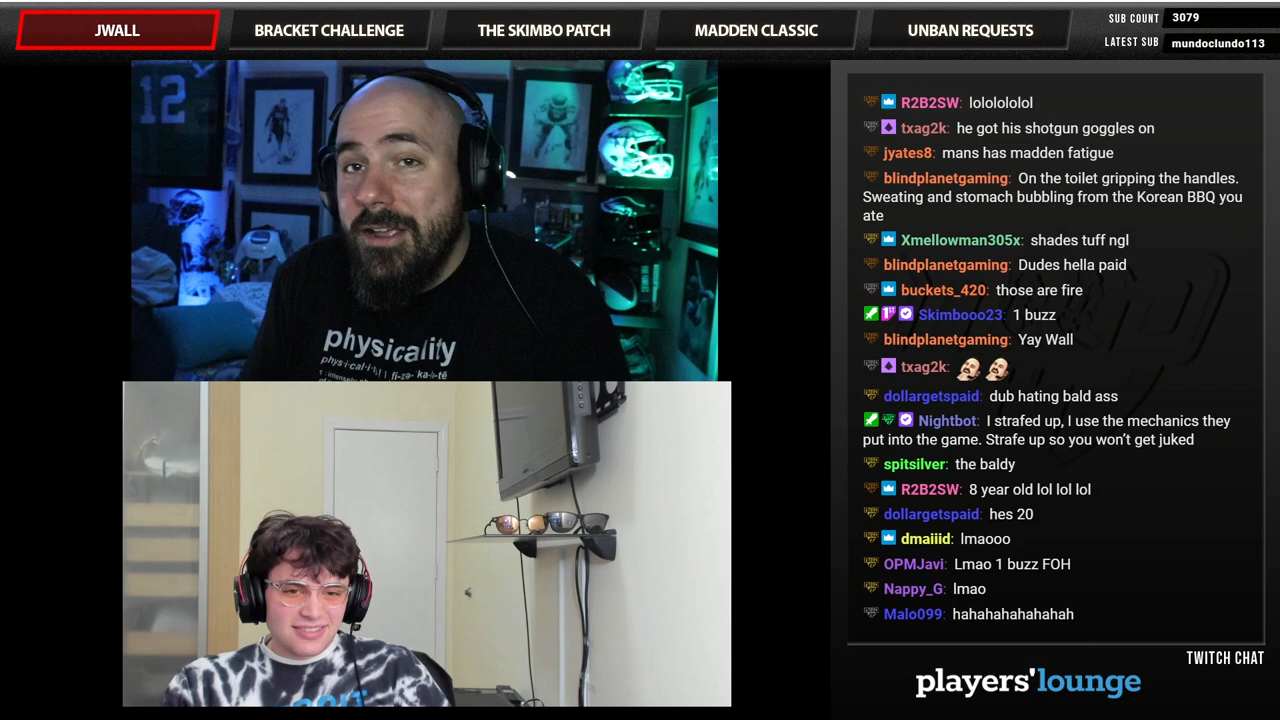 JWALL
BRACKET CHALLENGE
THE SKIMBO PATCH
MADDEN CLASSIC
UNBAN REQUESTS
SUB COUNT 3079
LATEST SUB mundoclundo113
12
physicality
phys·i·cal·i·ty
R2B2SW: lolololololol
txag2k: he got his shotgun goggles on
jyates8: mans has madden fatigue
blindplanetgaming: On the toilet gripping the handles.
Sweating and stomach bubbling from the Korean BBQ you
ate
Xmellowman305x: shades tuff ngl
blindplanetgaming: Dudes hella paid
buckets_420: those are fire
Skimbooo23: 1 buzz
blindplanetgaming: Yay Wall
txag2k:
dollargetspaid: dub hating bald ass
Nightbot: I strafed up, I use the mechanics they
put into the game. Strafe up so you won't get juked
spitsilver: the baldy
R2B2SW: 8 year old lol lol lol
dollargetspaid: hes 20
dmaiiid: lmaooo
OPMJavi: Lmao 1 buzz FOH
Nappy_G: lmao
Malo099: hahahahahahahah
TWITCH CHAT
players'lounge